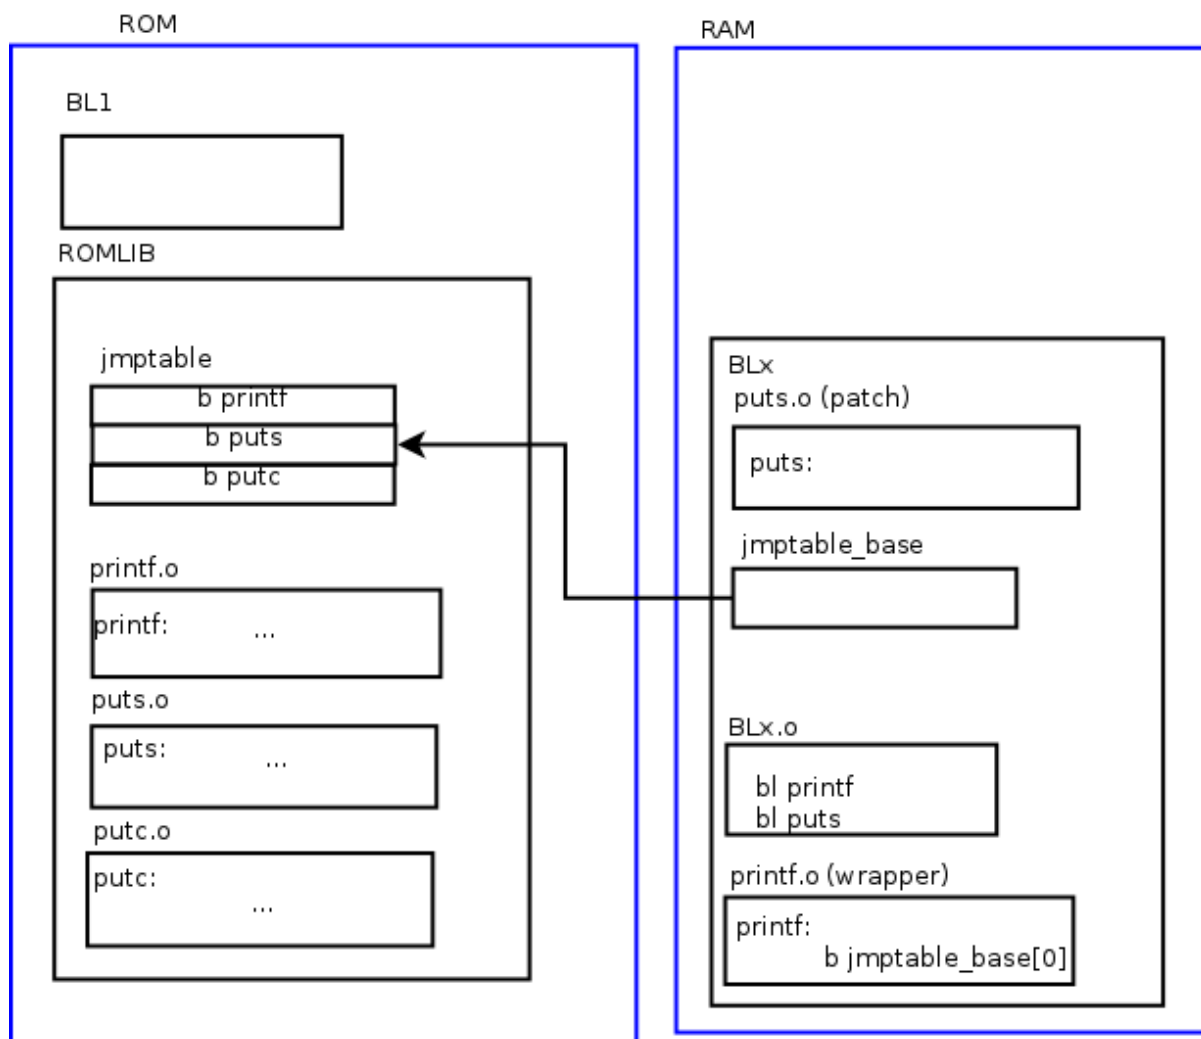 ROM
BL1
ROMLIB
jmptable
b printf
b puts
b putc
printf.o
printf:
...
puts.o
puts:
...
putc.o
putc:
...
RAM
BLx
puts.o (patch)
puts:
jmptable_base
BLx.o
bl printf
bl puts
printf.o (wrapper)
printf:
b jmptable_base[0]